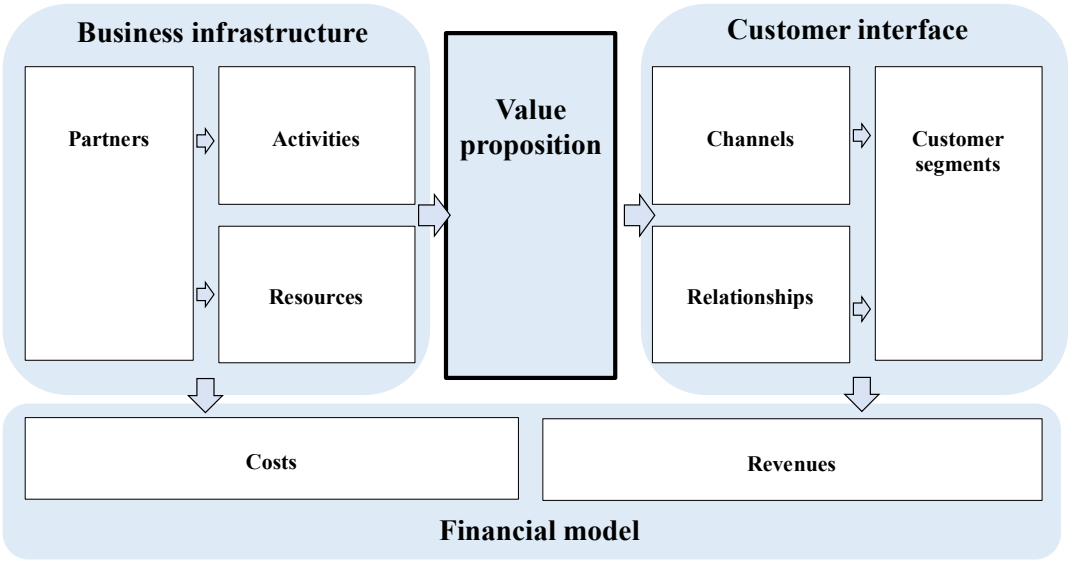 Business infrastructure
Customer interface
Partners
Activities
Resources
Value
proposition
Channels
Relationships
Customer
segments
Costs
Revenues
Financial model